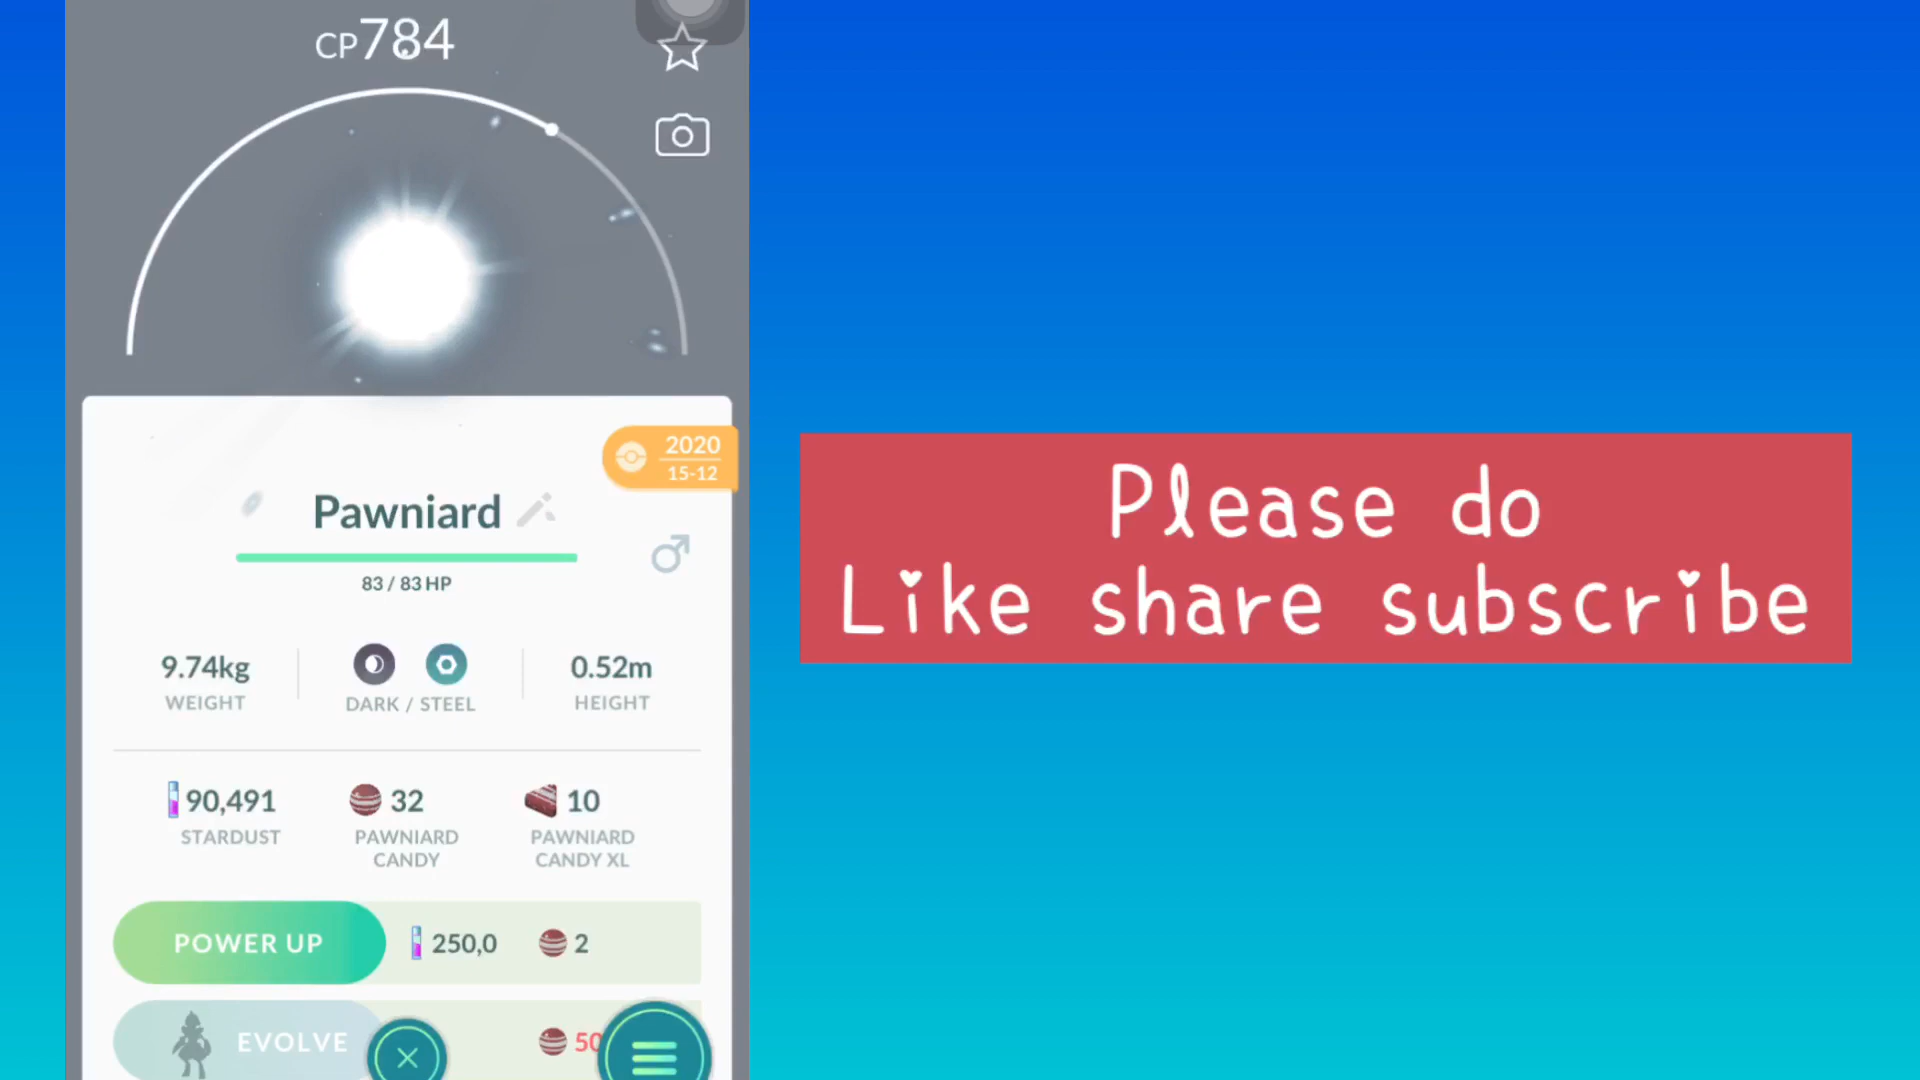 CP784
2020
15-12
Pawniard
83 / 83 HP
9.74kg
WEIGHT
DARK / STEEL
0.52m
HEIGHT
90,491
STARDUST
32
PAWNIARD
CANDY
10
PAWNIARD
CANDY XL
POWER UP
250,0
2
EVOLVE
50
Please do
Like share subscribe